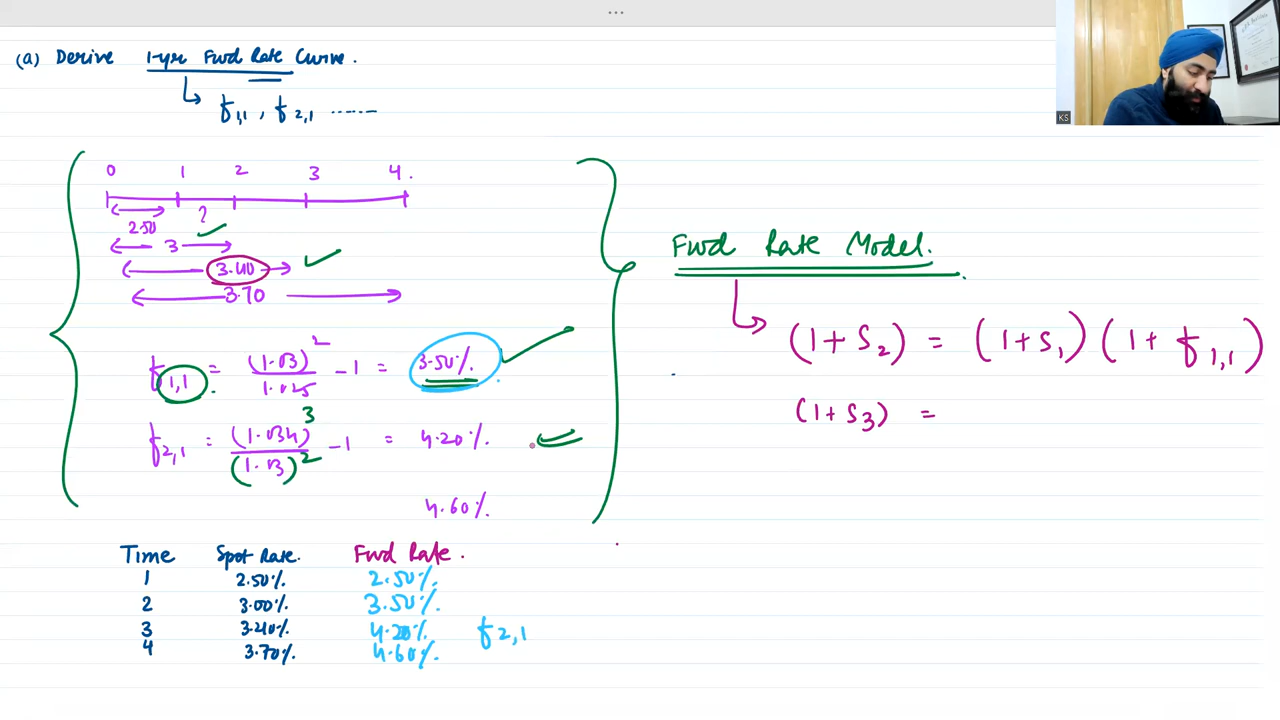 (a) Derive 1-yr Fwd Rate Curve.
f1,1 , f2,1 ........
0 1 2 3 4.
2.50 ?
3
3.40
3.70
f1,1 = (1.03)^2 / 1.025 - 1 = 3.50%
f2,1 = (1.034)^3 / (1.03)^2 - 1 = 4.20%.
4.60%.
Time Spot Rate. Fwd Rate.
1 2.50%. 2.50%.
2 3.00%. 3.50%.
3 3.40%. 4.20%. f2,1
4 3.70%. 4.60%.
Fwd Rate Model.
(1+S2) = (1+S1) (1+ f1,1)
(1+S3) =
KS